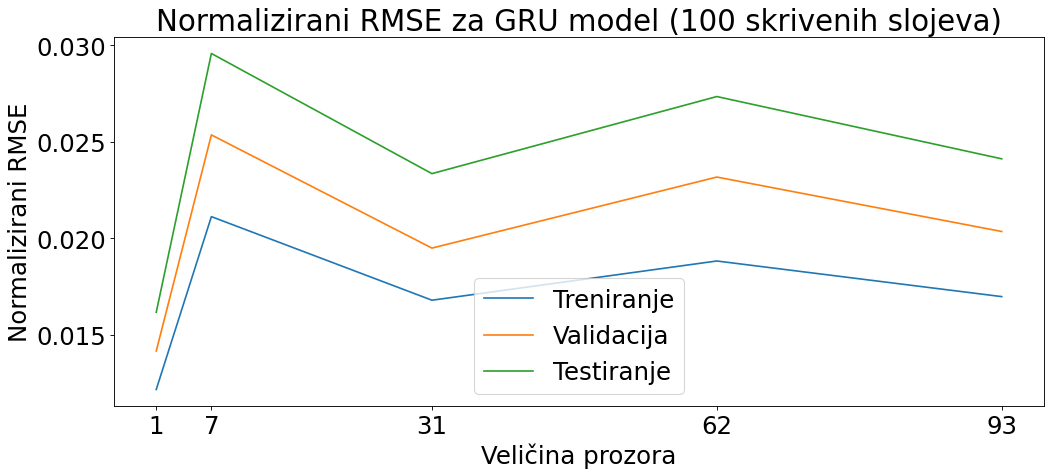 Normalizirani RMSE za GRU model (100 skrivenih slojeva)
Normalizirani RMSE
0.030
0.025
0.020
0.015
Treniranje
Validacija
Testiranje
1 7 31 62 93
Veličina prozora